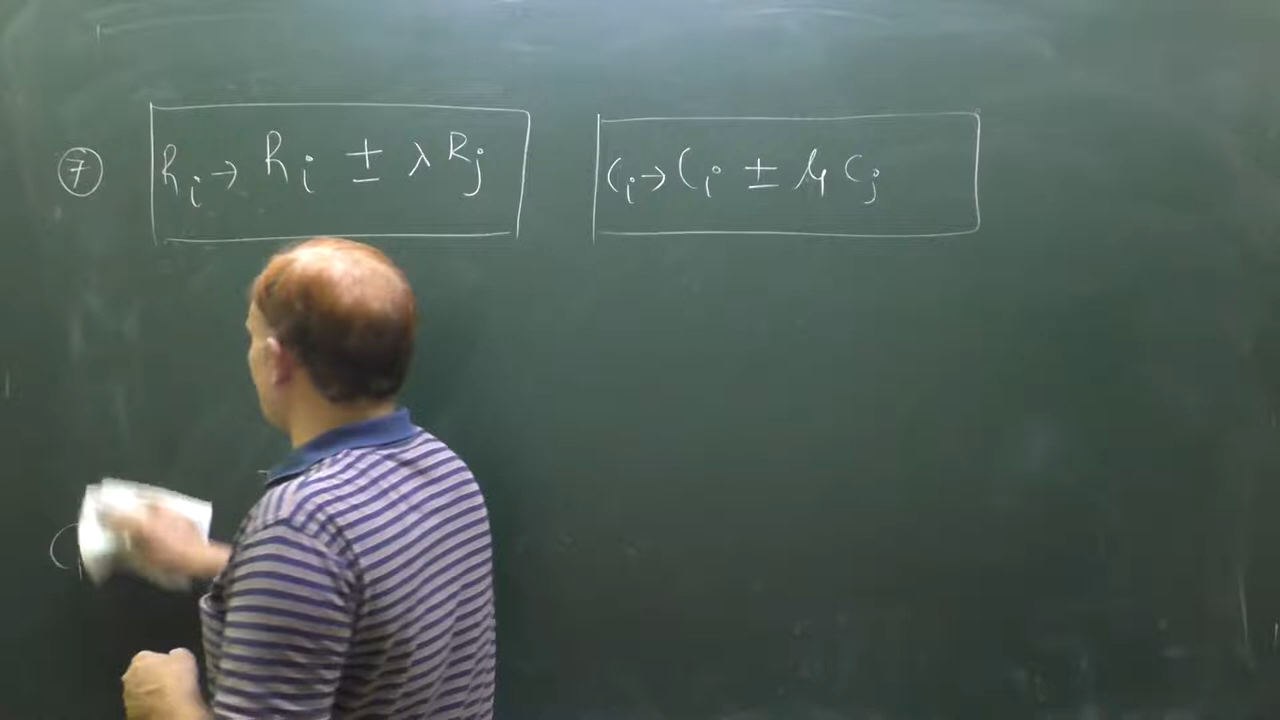 ⑦ Ri → Ri ± λRj Ci → Ci ± μCj